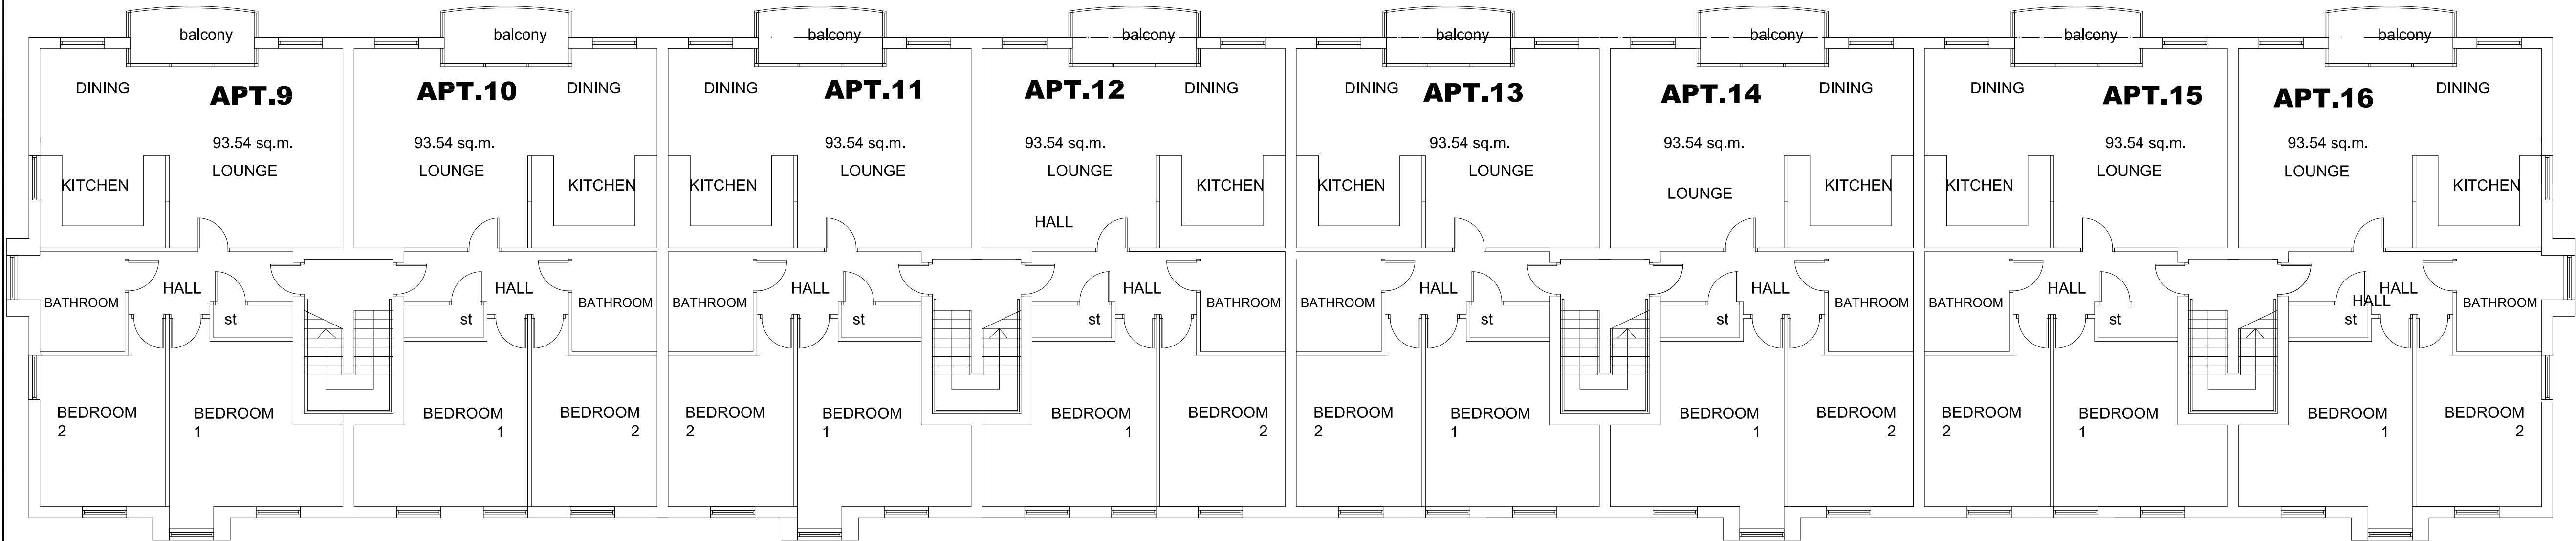 balcony balcony balcony balcony balcony balcony balcony balcony
DINING APT.9 APT.10 DINING DINING APT.11 APT.12 DINING DINING APT.13 APT.14 DINING DINING APT.15 APT.16 DINING
93.54 sq.m. 93.54 sq.m. 93.54 sq.m. 93.54 sq.m. 93.54 sq.m. 93.54 sq.m. 93.54 sq.m. 93.54 sq.m.
LOUNGE LOUNGE LOUNGE LOUNGE LOUNGE LOUNGE LOUNGE LOUNGE
KITCHEN KITCHEN KITCHEN KITCHEN KITCHEN KITCHEN KITCHEN KITCHEN
HALL
HALL HALL HALL HALL HALL HALL HALL HALL
BATHROOM BATHROOM BATHROOM BATHROOM BATHROOM BATHROOM BATHROOM HALL BATHROOM
st st st st st st st st
BEDROOM BEDROOM BEDROOM BEDROOM BEDROOM BEDROOM BEDROOM BEDROOM BEDROOM BEDROOM BEDROOM BEDROOM BEDROOM BEDROOM BEDROOM BEDROOM
2 1 1 2 2 1 1 2 2 1 1 2 2 1 1 2